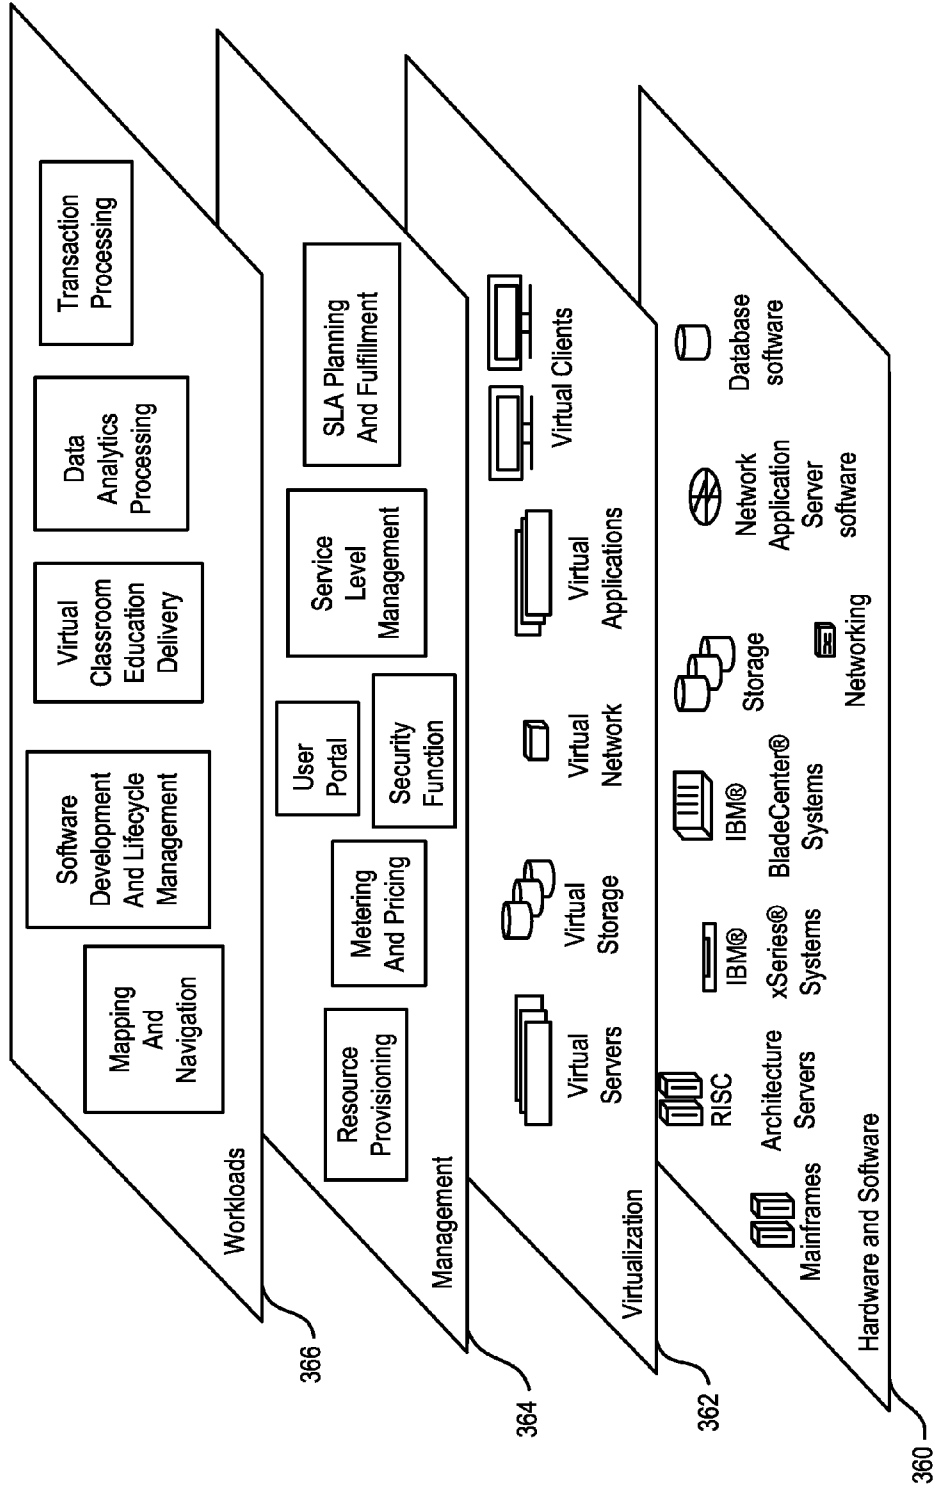 Mapping
And
Navigation
Software
Development
And Lifecycle
Management
Virtual
Classroom
Education
Delivery
Data
Analytics
Processing
Transaction
Processing
Workloads
366
Resource
Provisioning
Metering
And Pricing
User
Portal
Security
Function
Service
Level
Management
SLA Planning
And Fulfillment
Management
364
Virtual
Servers
Virtual
Storage
Virtual
Network
Virtual
Applications
Virtual Clients
Virtualization
362
Mainframes
RISC
Architecture
Servers
IBM®
xSeries®
Systems
IBM®
BladeCenter®
Systems
Storage
Networking
Network
Application
Server
software
Database
software
Hardware and Software
360